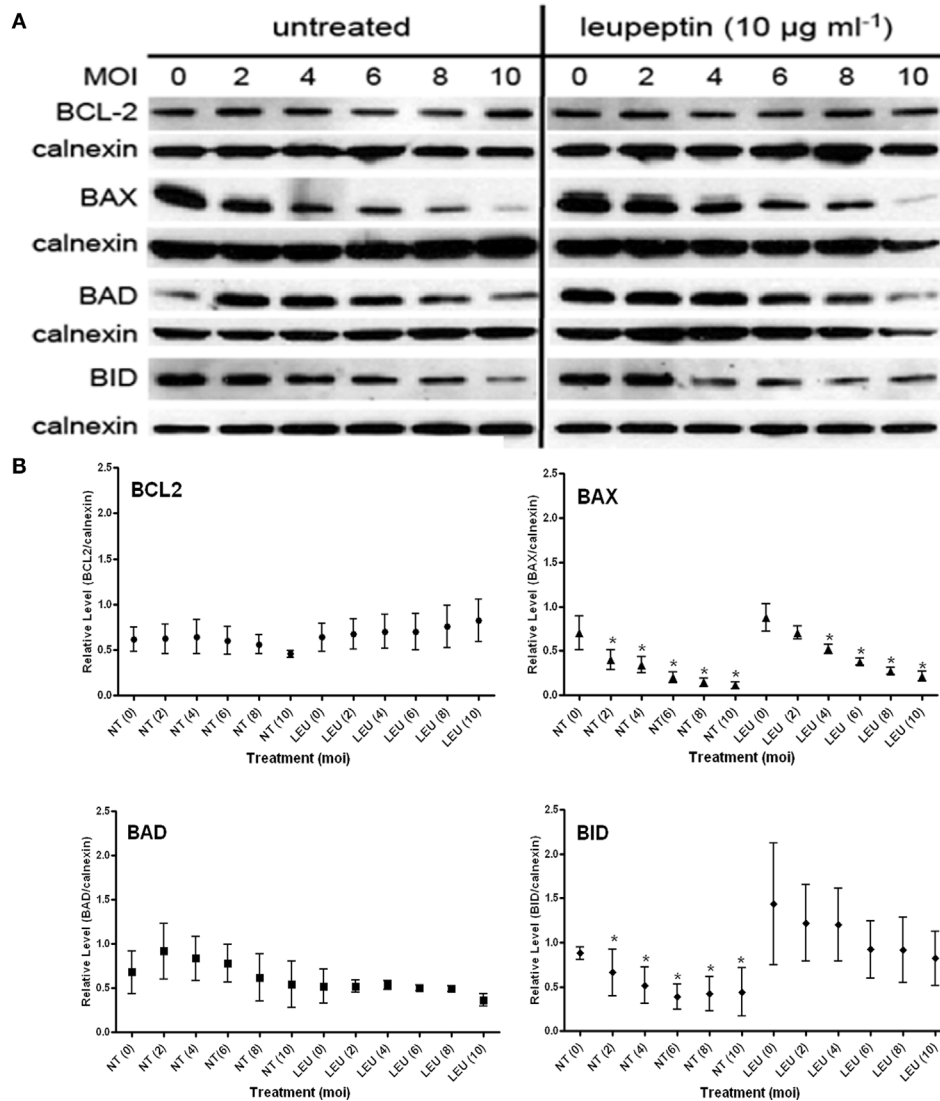 A
untreated
leupeptin (10 µg ml-1)
MOI 0 2 4 6 8 10 0 2 4 6 8 10
BCL-2
calnexin
BAX
calnexin
BAD
calnexin
BID
calnexin
B
BCL2
Relative Level (BCL2/calnexin)
2.5
2.0
1.5
1.0
0.5
0.0
NT (0) NT (2) NT (4) NT(6) NT (8) NT (10) LEU (0) LEU (2) LEU (4) LEU (6) LEU (8) LEU (10)
Treatment (moi)
BAX
Relative Level (BAX/calnexin)
2.5
2.0
1.5
1.0
0.5
0.0
* * * * * * * * *
NT (0) NT (2) NT (4) NT(6) NT (8) NT (10) LEU (0) LEU (2) LEU (4) LEU (6) LEU (8) LEU (10)
Treatment (moi)
BAD
Relative Level (BAD/calnexin)
2.5
2.0
1.5
1.0
0.5
0.0
NT (0) NT (2) NT (4) NT(6) NT (8) NT (10) LEU (0) LEU (2) LEU (4) LEU (6) LEU (8) LEU (10)
Treatment (moi)
BID
Relative Level (BID/calnexin)
2.5
2.0
1.5
1.0
0.5
0.0
* * * * *
NT (0) NT (2) NT (4) NT(6) NT (8) NT (10) LEU (0) LEU (2) LEU (4) LEU (6) LEU (8) LEU (10)
Treatment (moi)